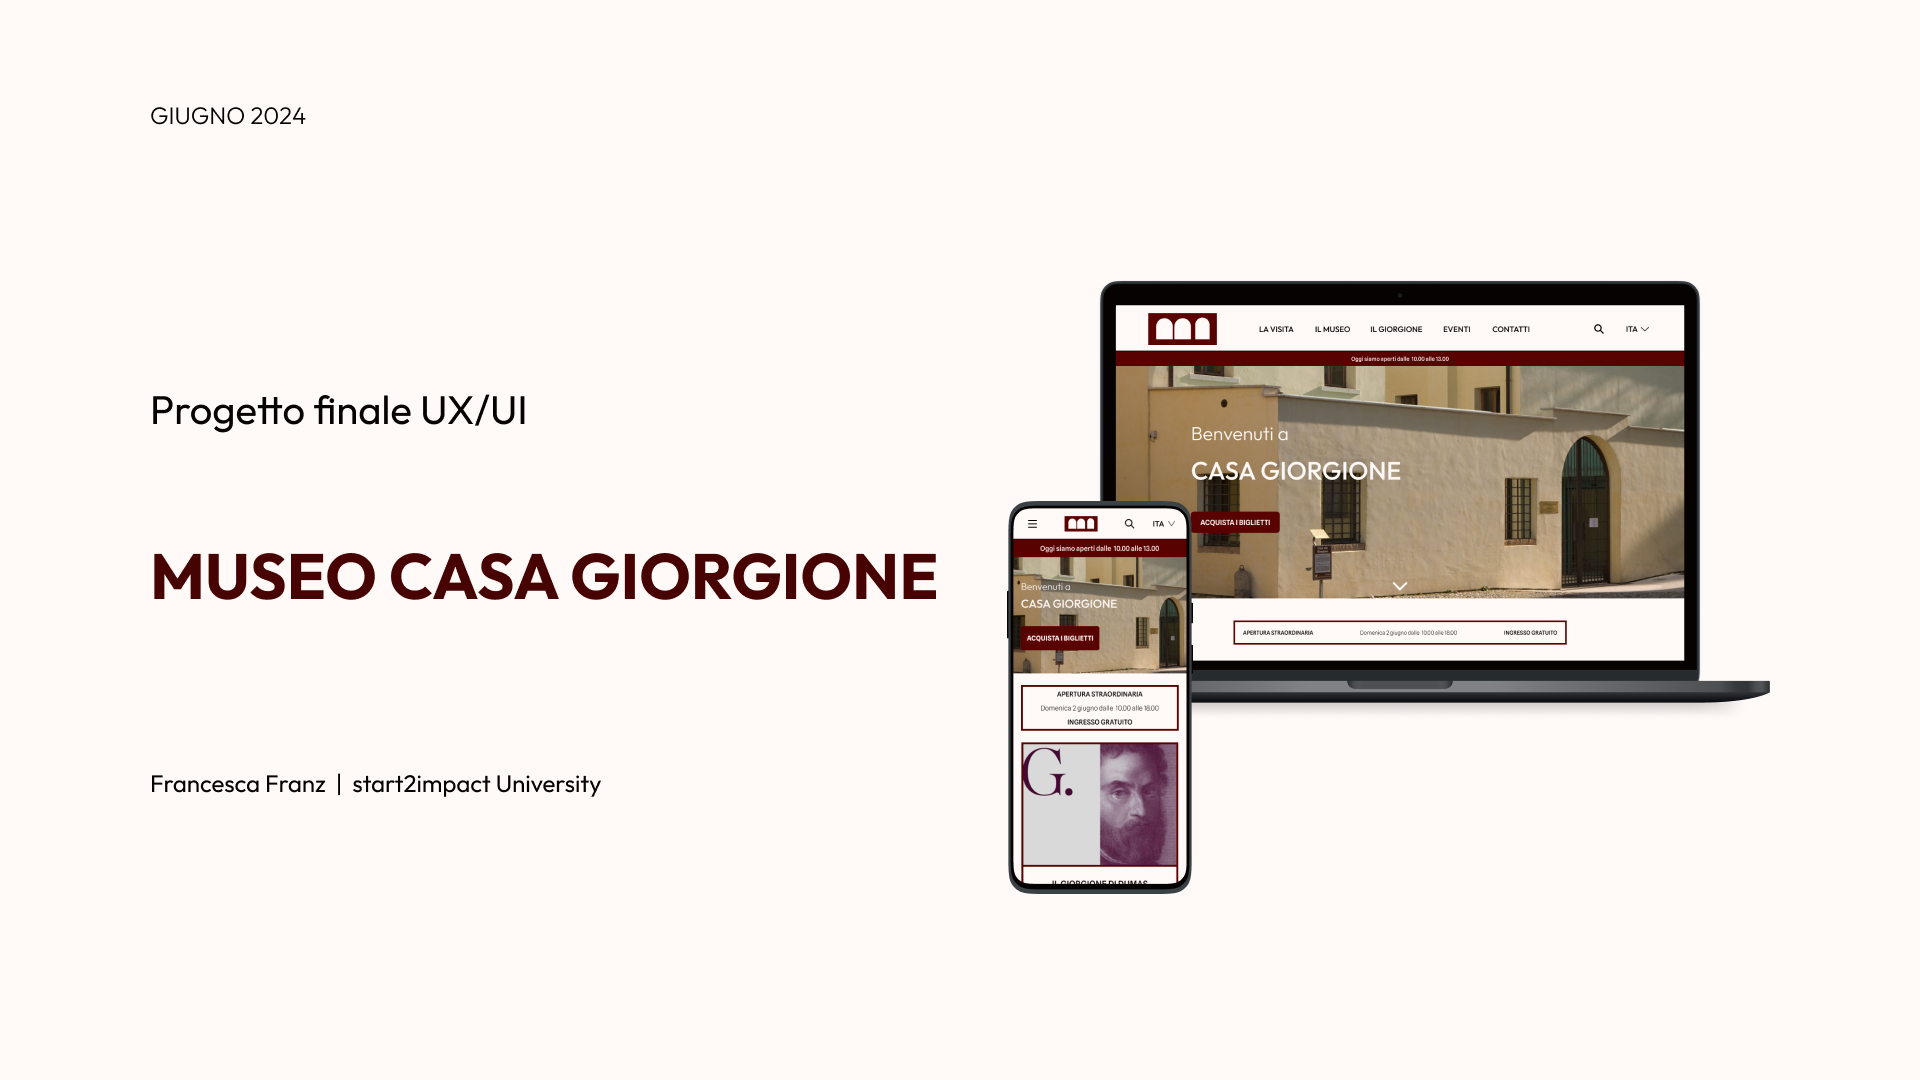 GIUGNO 2024
Progetto finale UX/UI
MUSEO CASA GIORGIONE
Francesca Franz | start2impact University
LA VISITA IL MUSEO IL GIORGIONE EVENTI CONTATTI ITA
Oggi siamo aperti dalle 10.00 alle 13.00
Benvenuti a
CASA GIORGIONE
ACQUISTA I BIGLIETTI
APERTURA STRAORDINARIA Domenica 2 giugno dalle 10.00 alle 18.00 INGRESSO GRATUITO
ITA
Oggi siamo aperti dalle 10.00 alle 13.00
Benvenuti a
CASA GIORGIONE
ACQUISTA I BIGLIETTI
APERTURA STRAORDINARIA
Domenica 2 giugno dalle 10.00 alle 18.00
INGRESSO GRATUITO
G.
IL GIORGIONE DI DUMAS